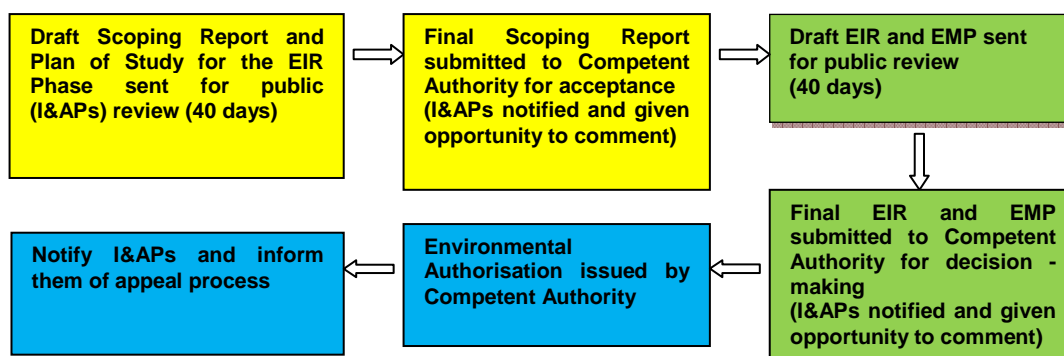 Draft Scoping Report and
Plan of Study for the EIR
Phase sent for public
(I&APs) review (40 days)
Final Scoping Report
submitted to Competent
Authority for acceptance
(I&APs notified and given
opportunity to comment)
Draft EIR and EMP sent
for public review
(40 days)
Final EIR and EMP
submitted to Competent
Authority for decision -
making
(I&APs notified and given
opportunity to comment)
Environmental
Authorisation issued by
Competent Authority
Notify I&APs and inform
them of appeal process